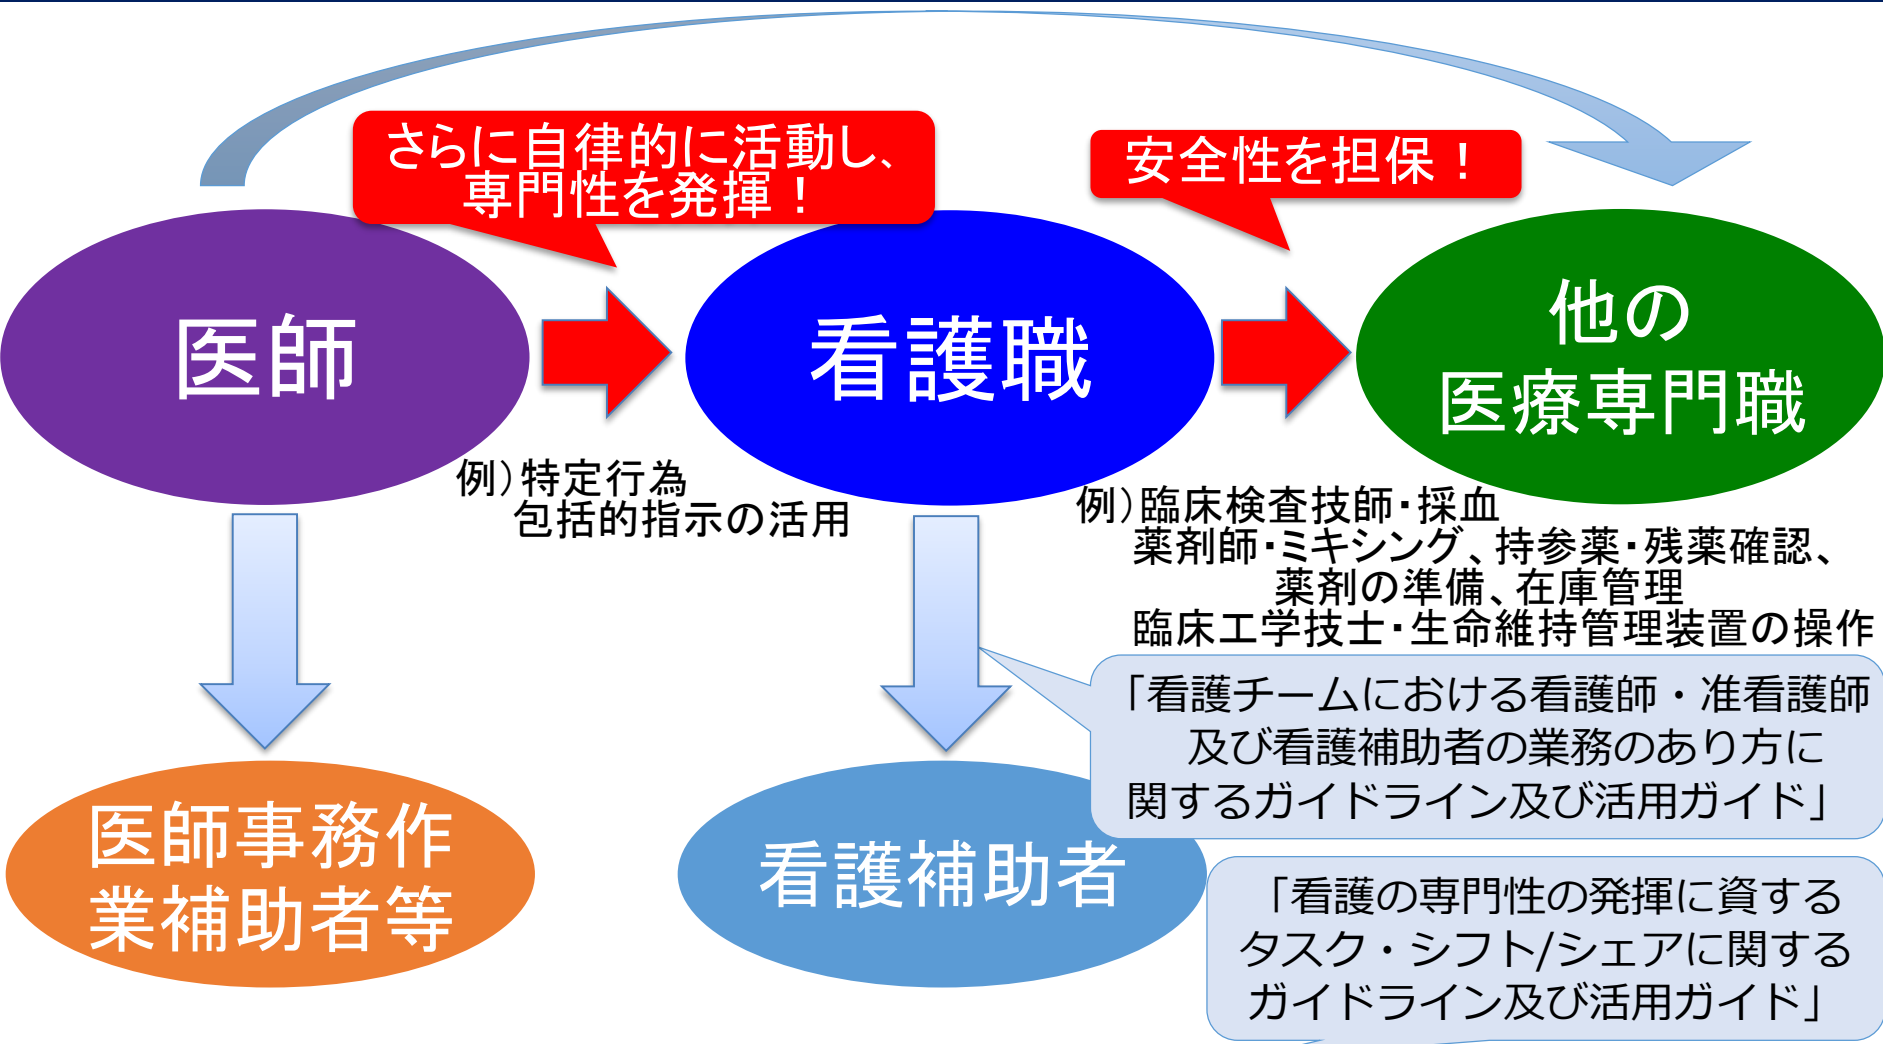 さらに自律的に活動し、
専門性を発揮！
安全性を担保！
医師
看護職
他の
医療専門職
例）特定行為
包括的指示の活用
例）臨床検査技師・採血
薬剤師・ミキシング、持参薬・残薬確認、
薬剤の準備、在庫管理
臨床工学技士・生命維持管理装置の操作
「看護チームにおける看護師・准看護師
及び看護補助者の業務のあり方に
関するガイドライン及び活用ガイド」
医師事務作
業補助者等
看護補助者
「看護の専門性の発揮に資する
タスク・シフト/シェアに関する
ガイドライン及び活用ガイド」